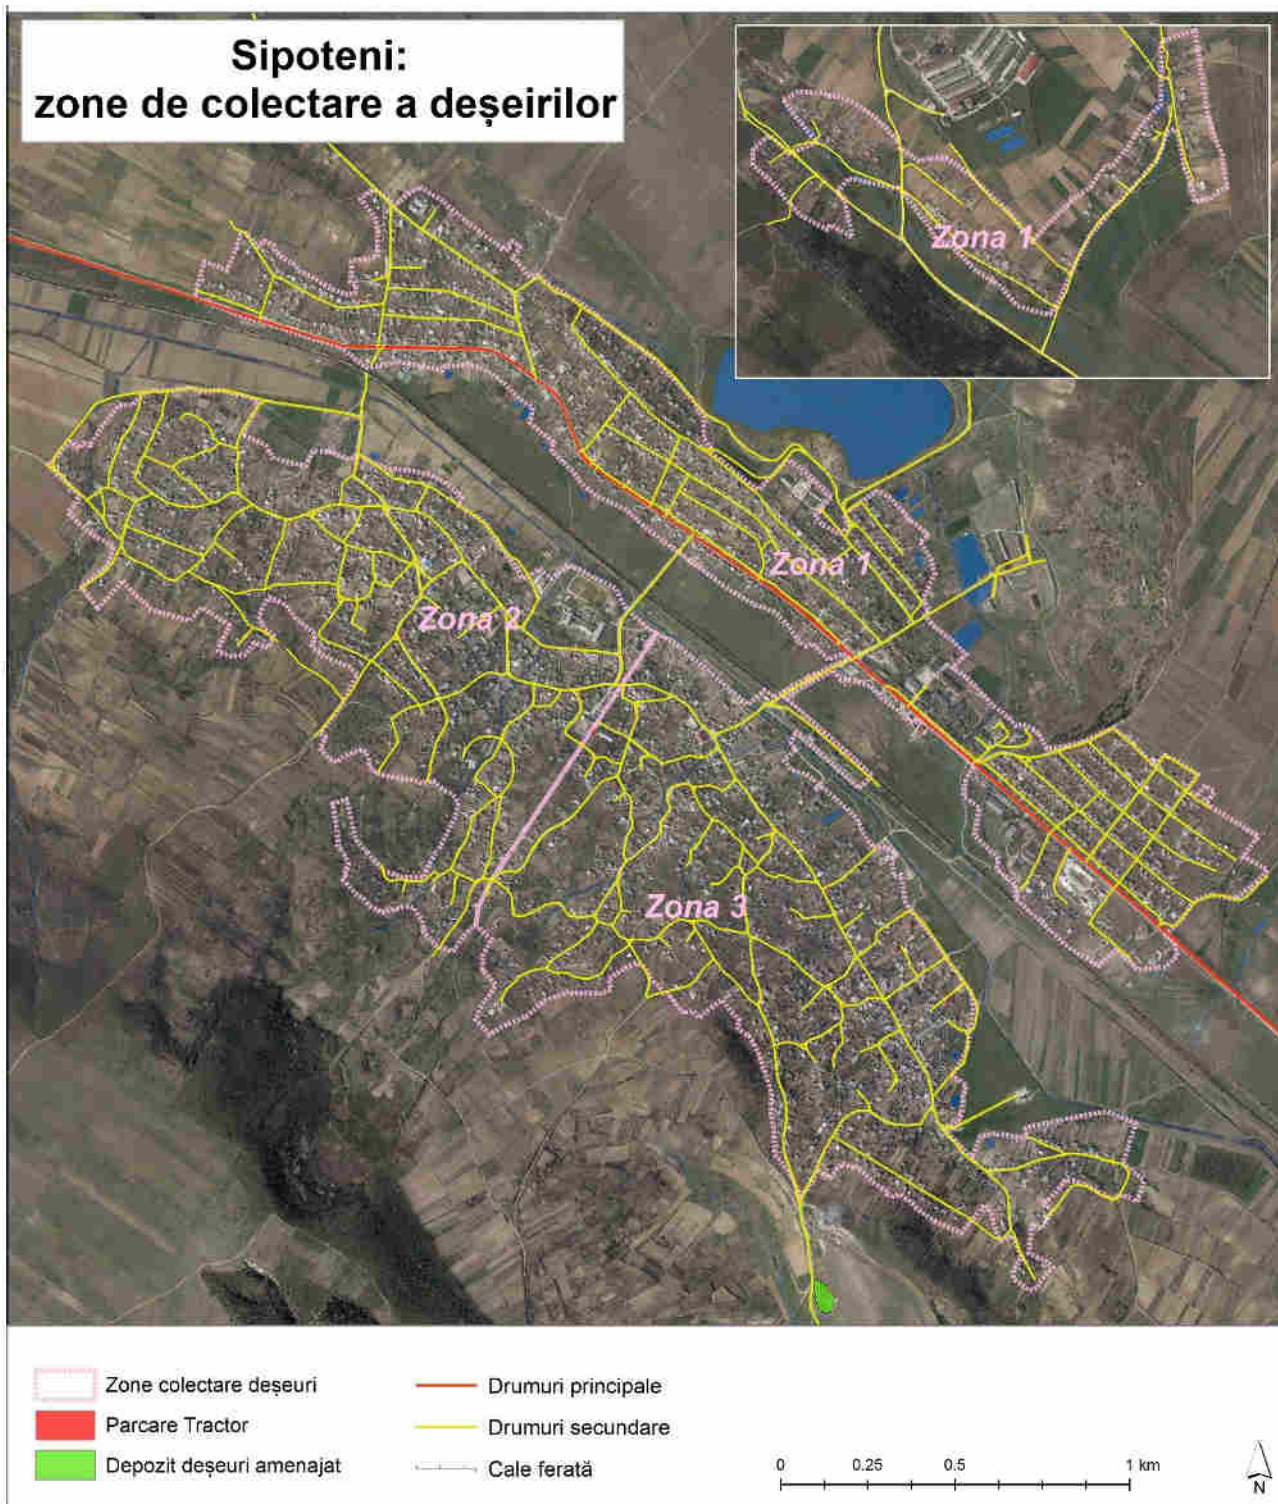 Sipoteni:
zone de colectare a deșeirilor
Zona 1
Zona 1
Zona 2
Zona 3
Zone colectare deșeuri
Parcare Tractor
Depozit deșeuri amenajat
Drumuri principale
Drumuri secundare
Cale ferată
0 0.25 0.5 1 km
N